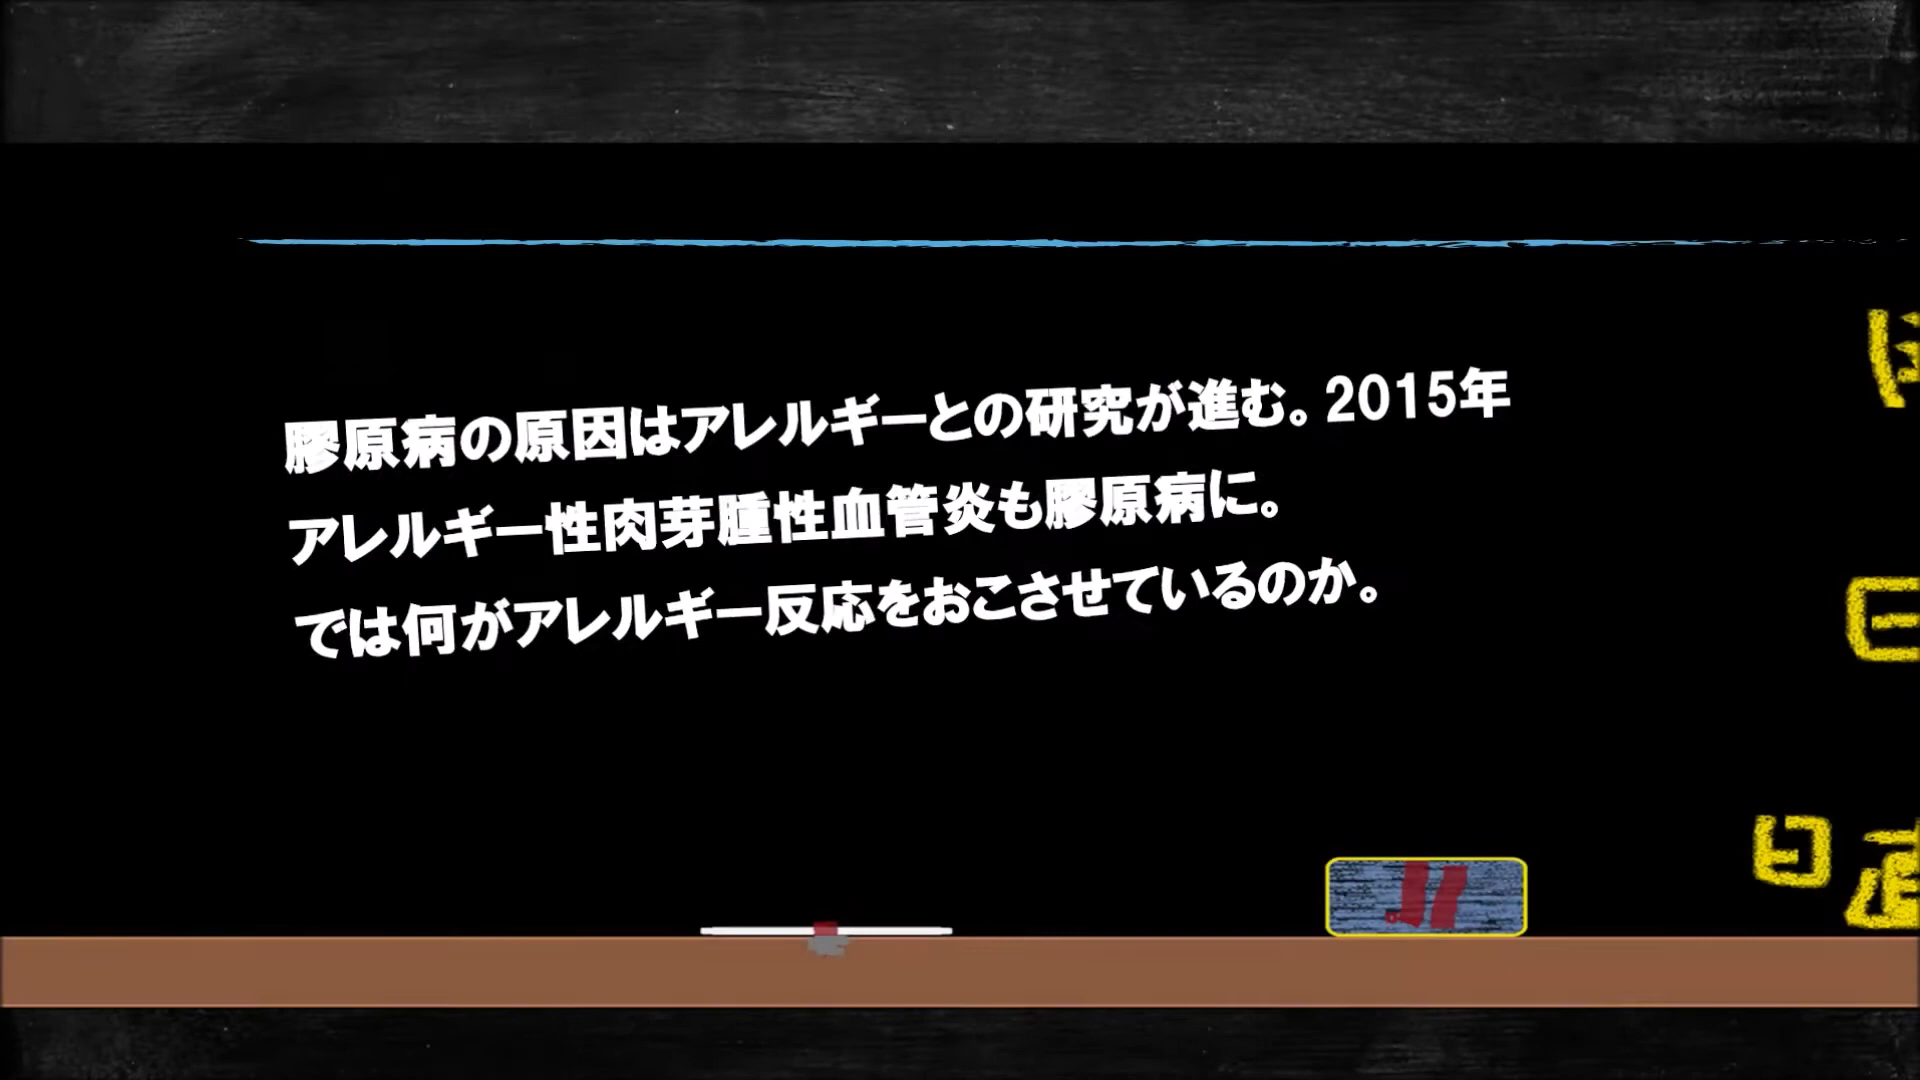 膠原病の原因はアレルギーとの研究が進む。2015年
アレルギー性肉芽腫性血管炎も膠原病に。
では何がアレルギー反応をおこさせているのか。
日
日直